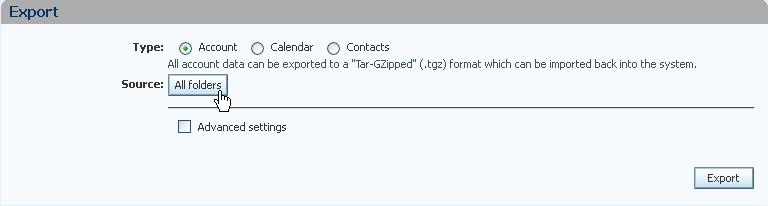 Export
Type: Account Calendar Contacts
All account data can be exported to a "Tar-GZipped" (.tgz) format which can be imported back into the system.
Source: All folders
Advanced settings
Export